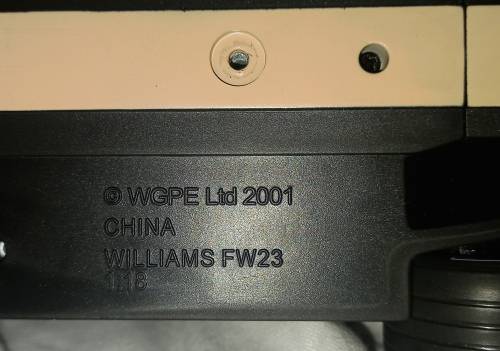 © WGPE Ltd 2001
CHINA
WILLIAMS FW23
1:18